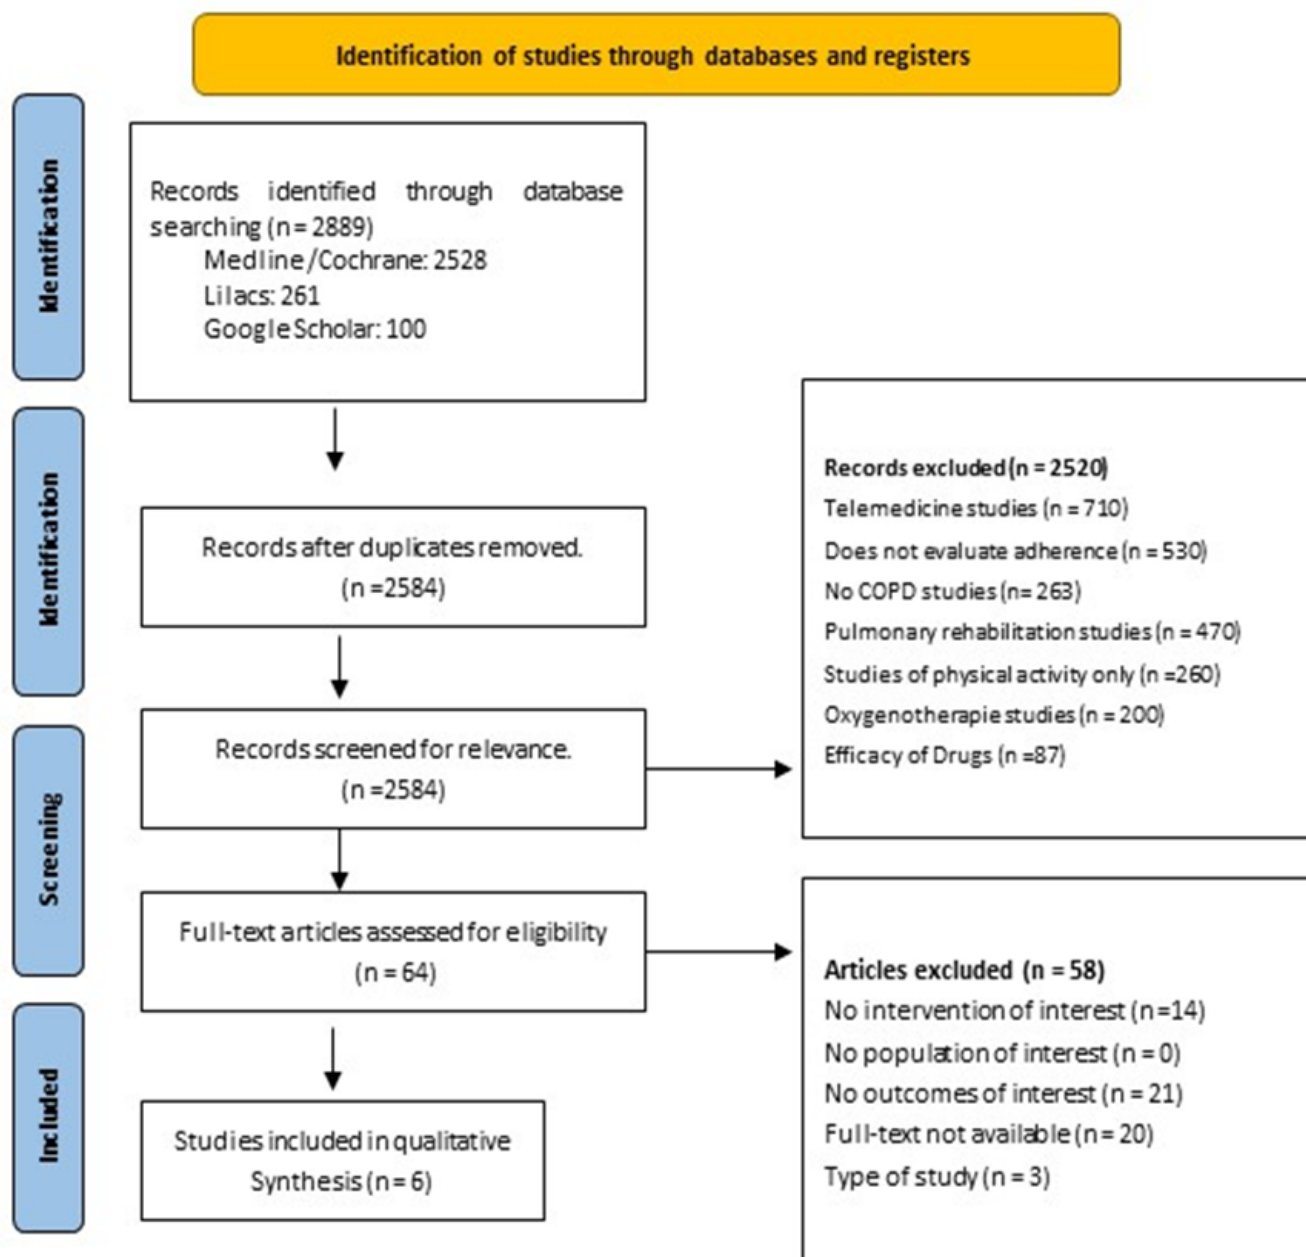 Identification of studies through databases and registers
Identification
Records identified through database
searching (n = 2889)
Medline/Cochrane: 2528
Lilacs: 261
Google Scholar: 100
Identification
Records after duplicates removed.
(n =2584)
Records excluded (n = 2520)
Telemedicine studies (n = 710)
Does not evaluate adherence (n = 530)
No COPD studies (n= 263)
Pulmonary rehabilitation studies (n = 470)
Studies of physical activity only (n =260)
Oxygenotherapie studies (n = 200)
Efficacy of Drugs (n =87)
Screening
Records screened for relevance.
(n =2584)
Full-text articles assessed for eligibility
(n = 64)
Articles excluded (n = 58)
No intervention of interest (n=14)
No population of interest (n = 0)
No outcomes of interest (n = 21)
Full-text not available (n = 20)
Type of study (n = 3)
Included
Studies included in qualitative
Synthesis (n = 6)